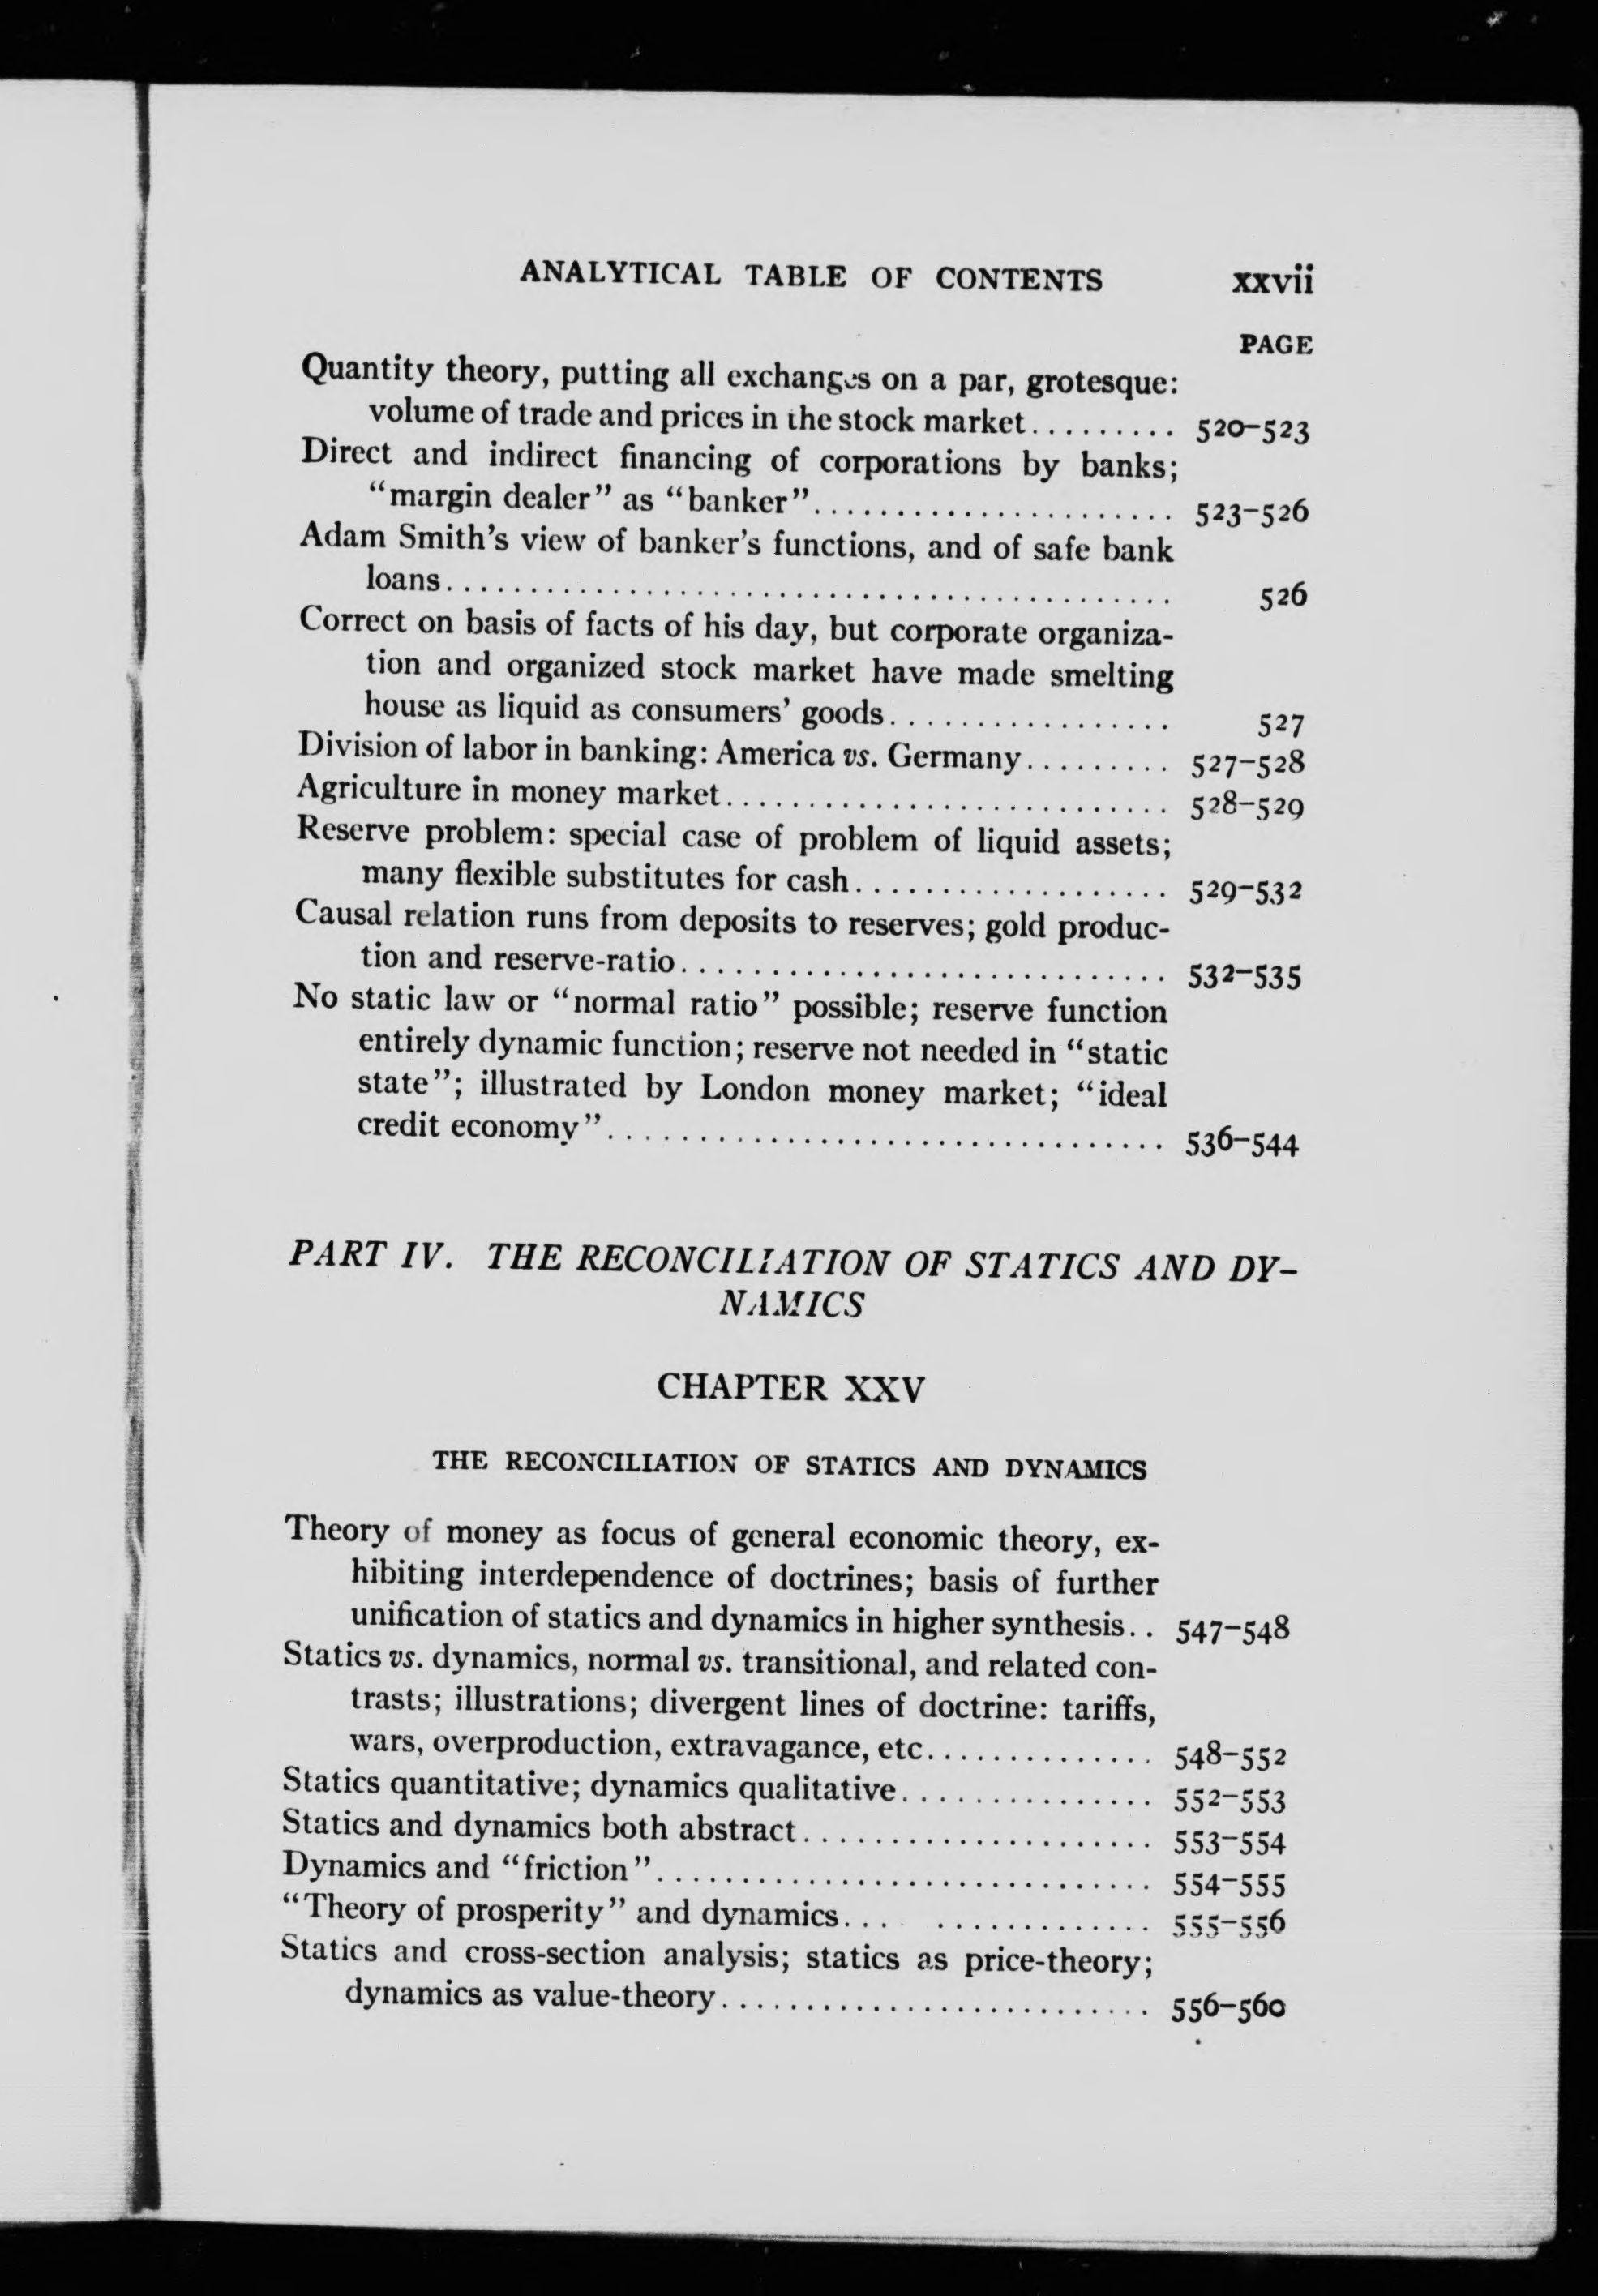 ANALYTICAL TABLE OF CONTENTS xxvii
PAGE
Quantity theory, putting all exchanges on a par, grotesque:
volume of trade and prices in the stock market......... 520–523
Direct and indirect financing of corporations by banks;
“margin dealer” as “banker”...................... 523–526
Adam Smith’s view of banker’s functions, and of safe bank
loans............................................. 526
Correct on basis of facts of his day, but corporate organiza-
tion and organized stock market have made smelting
house as liquid as consumers’ goods................. 527
Division of labor in banking: America vs. Germany......... 527–528
Agriculture in money market........................... 528–529
Reserve problem: special case of problem of liquid assets;
many flexible substitutes for cash................... 529–532
Causal relation runs from deposits to reserves; gold produc-
tion and reserve-ratio.............................. 532–535
No static law or “normal ratio” possible; reserve function
entirely dynamic function; reserve not needed in “static
state”; illustrated by London money market; “ideal
credit economy”.................................. 536–544
PART IV. THE RECONCILIATION OF STATICS AND DY-
NAMICS
CHAPTER XXV
THE RECONCILIATION OF STATICS AND DYNAMICS
Theory of money as focus of general economic theory, ex-
hibiting interdependence of doctrines; basis of further
unification of statics and dynamics in higher synthesis.. 547–548
Statics vs. dynamics, normal vs. transitional, and related con-
trasts; illustrations; divergent lines of doctrine: tariffs,
wars, overproduction, extravagance, etc.............. 548–552
Statics quantitative; dynamics qualitative............... 552–553
Statics and dynamics both abstract..................... 553–554
Dynamics and “friction”.............................. 554–555
“Theory of prosperity” and dynamics... ............. 555–556
Statics and cross-section analysis; statics as price-theory;
dynamics as value-theory.......................... 556–560